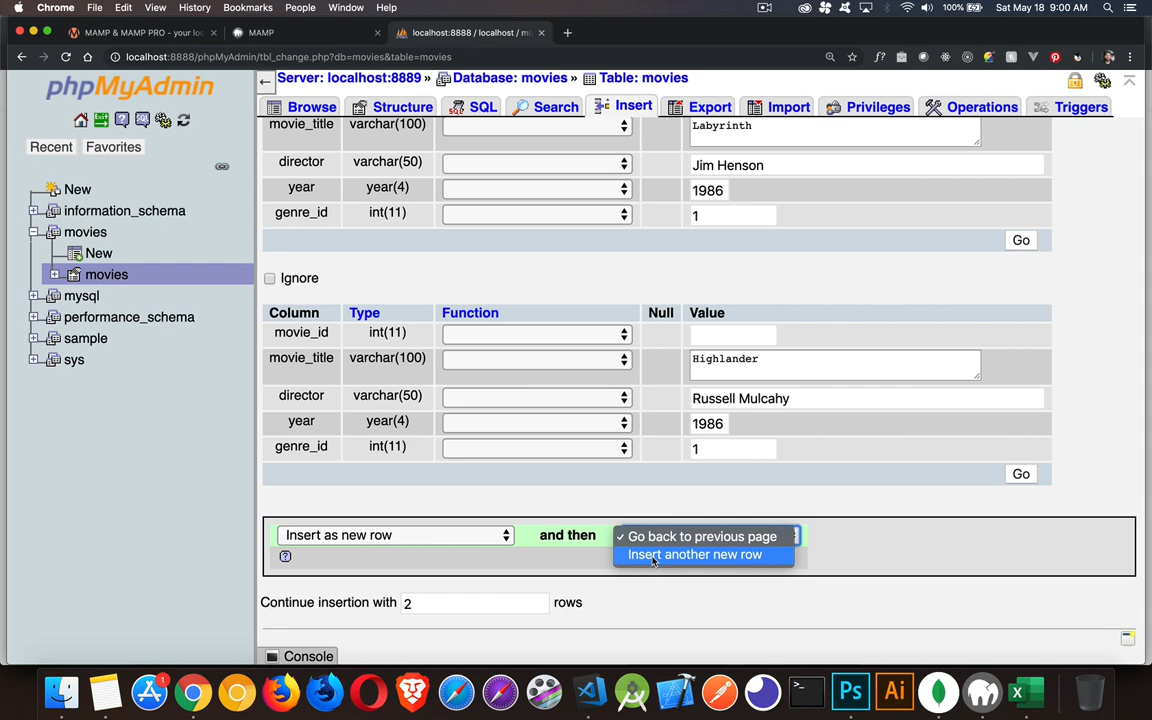 Chrome File Edit View History Bookmarks People Window Help 100% Sat May 18 9:00 AM
MAMP & MAMP PRO - your lo × MAMP × localhost:8888 / localhost / mo × +
localhost:8888/phpMyAdmin/tbl_change.php?db=movies&table=movies
phpMyAdmin
Recent Favorites
New
information_schema
movies
New
movies
mysql
performance_schema
sample
sys
Server: localhost:8889 » Database: movies » Table: movies
Browse Structure SQL Search Insert Export Import Privileges Operations Triggers
movie_title varchar(100) Labyrinth
director varchar(50) Jim Henson
year year(4) 1986
genre_id int(11) 1
Go
Ignore
Column Type Function Null Value
movie_id int(11)
movie_title varchar(100) Highlander
director varchar(50) Russell Mulcahy
year year(4) 1986
genre_id int(11) 1
Go
Insert as new row and then ✓ Go back to previous page
Insert another new row
Continue insertion with 2 rows
Console
1 Ps Ai